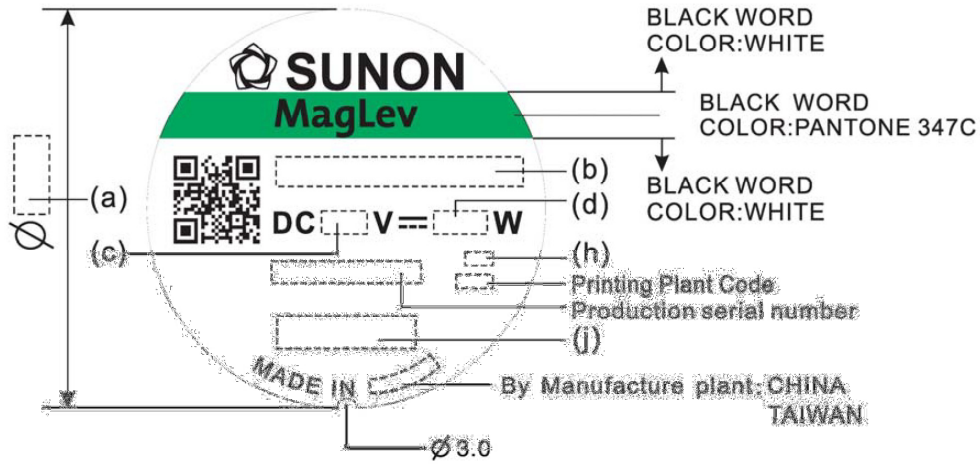 BLACK WORD
COLOR:WHITE
SUNON
MagLev
BLACK WORD
COLOR:PANTONE 347C
(b)
BLACK WORD
COLOR:WHITE
(a)
(d)
DC V W
(c)
(h)
Printing Plant Code
Production serial number
(j)
MADE IN
By Manufacture plant: CHINA
TAIWAN
Ø
Ø 3.0